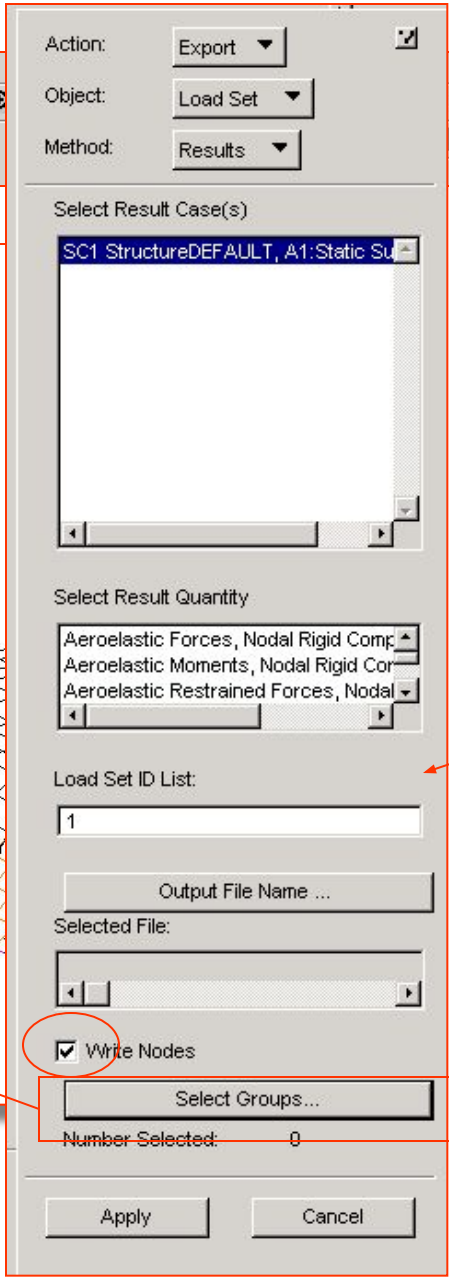 Action: Export
Object: Load Set
Method: Results
Select Result Case(s)
SC1 StructureDEFAULT, A1:Static Su
Select Result Quantity
Aeroelastic Forces, Nodal Rigid Comp
Aeroelastic Moments, Nodal Rigid Cor
Aeroelastic Restrained Forces, Nodal
Load Set ID List:
1
Output File Name ...
Selected File:
Write Nodes
Select Groups...
Number Selected: 0
Apply Cancel